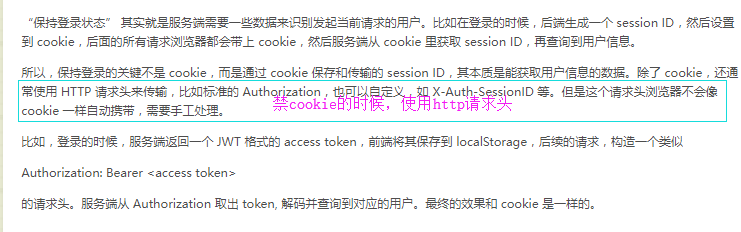 “保持登录状态” 其实就是服务端需要一些数据来识别发起当前请求的用户。比如在登录的时候，后端生成一个 session ID，然后设置
到 cookie，后面的所有请求浏览器都会带上 cookie，然后服务端从 cookie 里获取 session ID，再查询到用户信息。
所以，保持登录的关键不是 cookie，而是通过 cookie 保存和传输的 session ID，其本质是能获取用户信息的数据。除了 cookie，还通
常使用 HTTP 请求头来传输，比如标准的 Authorization，也可以自定义，如 X-Auth-SessionID 等。但是这个请求头浏览器不会像
禁cookie的时候，使用http请求头
cookie 一样自动携带，需要手工处理。
比如，登录的时候，服务端返回一个 JWT 格式的 access token，前端将其保存到 localStorage，后续的请求，构造一个类似
Authorization: Bearer <access token>
的请求头。服务端从 Authorization 取出 token, 解码并查询到对应的用户。最终的效果和 cookie 是一样的。